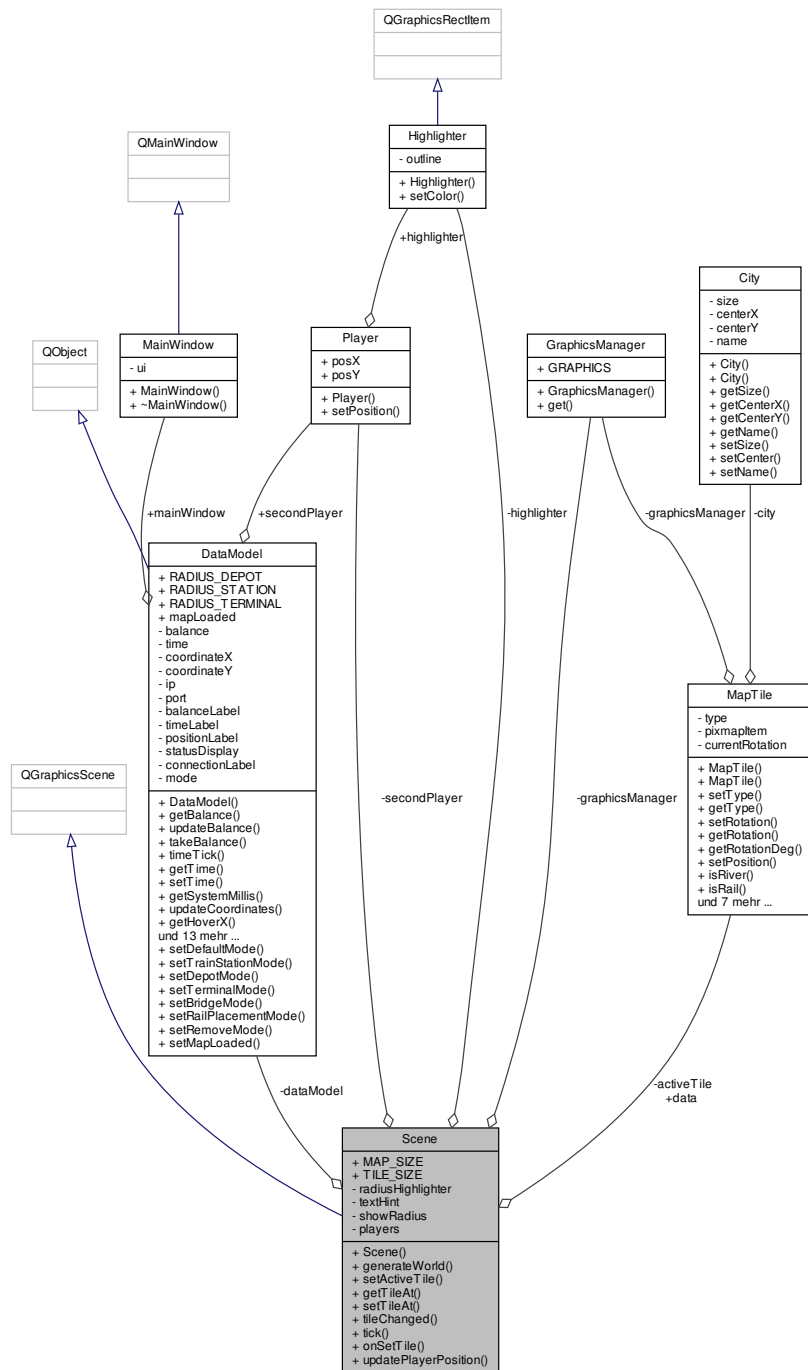 QGraphicsRectItem
Highlighter
- outline
+ Highlighter()
+ setColor()
QMainWindow
+highlighter
City
- size
- centerX
- centerY
- name
+ City()
+ City()
+ getSize()
+ getCenterX()
+ getCenterY()
+ getName()
+ setSize()
+ setCenter()
+ setName()
QObject
MainWindow
- ui
+ MainWindow()
+ ~MainWindow()
Player
+ posX
+ posY
+ Player()
+ setPosition()
GraphicsManager
+ GRAPHICS
+ GraphicsManager()
+ get()
+mainWindow
+secondPlayer
-highlighter
-graphicsManager
-city
DataModel
+ RADIUS_DEPOT
+ RADIUS_STATION
+ RADIUS_TERMINAL
+ mapLoaded
- balance
- time
- coordinateX
- coordinateY
- ip
- port
- balanceLabel
- timeLabel
- positionLabel
- statusDisplay
- connectionLabel
- mode
+ DataModel()
+ getBalance()
+ updateBalance()
+ takeBalance()
+ timeTick()
+ getTime()
+ setTime()
+ getSystemMillis()
+ updateCoordinates()
+ getHoverX()
und 13 mehr ...
+ setDefaultMode()
+ setTrainStationMode()
+ setDepotMode()
+ setTerminalMode()
+ setBridgeMode()
+ setRailPlacementMode()
+ setRemoveMode()
+ setMapLoaded()
MapTile
- type
- pixmapItem
- currentRotation
+ MapTile()
+ MapTile()
+ setType()
+ getType()
+ setRotation()
+ getRotation()
+ getRotationDeg()
+ setPosition()
+ isRiver()
+ isRail()
und 7 mehr ...
QGraphicsScene
-secondPlayer
-graphicsManager
-dataModel
-activeTile
+data
Scene
+ MAP_SIZE
+ TILE_SIZE
- radiusHighlighter
- textHint
- showRadius
- players
+ Scene()
+ generateWorld()
+ setActiveTile()
+ getTileAt()
+ setTileAt()
+ tileChanged()
+ tick()
+ onSetTile()
+ updatePlayerPosition()